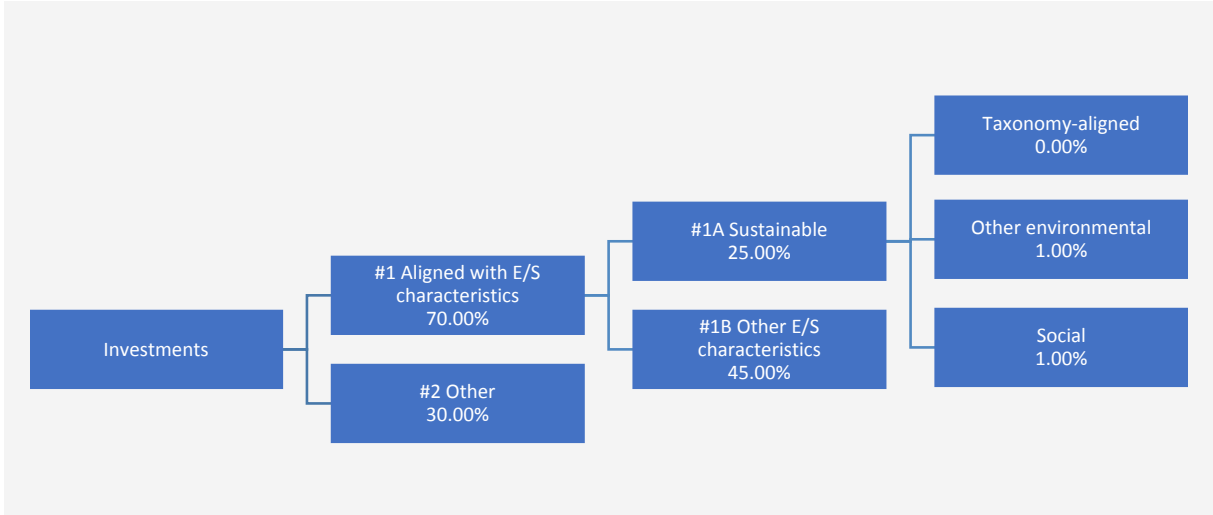 Investments
#1 Aligned with E/S
characteristics
70.00%
#2 Other
30.00%
#1A Sustainable
25.00%
#1B Other E/S
characteristics
45.00%
Taxonomy-aligned
0.00%
Other environmental
1.00%
Social
1.00%